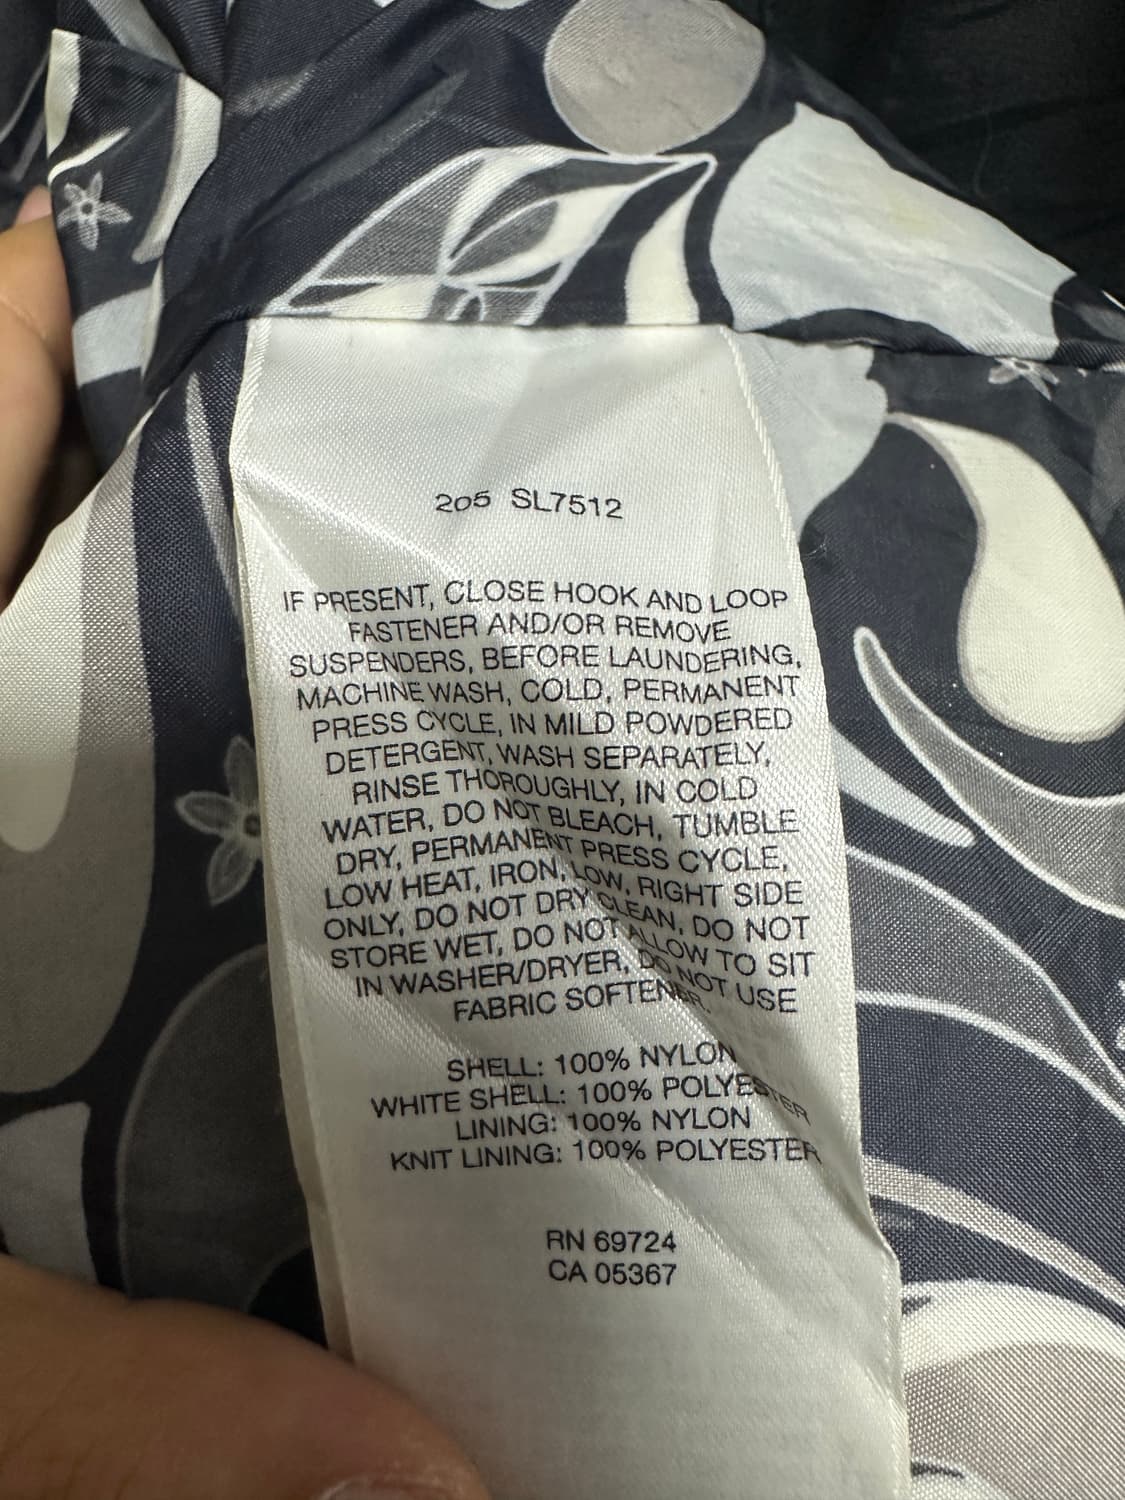 205 SL7512
IF PRESENT, CLOSE HOOK AND LOOP
FASTENER AND/OR REMOVE
SUSPENDERS, BEFORE LAUNDERING,
MACHINE WASH, COLD, PERMANENT
PRESS CYCLE, IN MILD POWDERED
DETERGENT, WASH SEPARATELY,
RINSE THOROUGHLY, IN COLD
WATER, DO NOT BLEACH, TUMBLE
DRY, PERMANENT PRESS CYCLE,
LOW HEAT, IRON, LOW, RIGHT SIDE
ONLY, DO NOT DRY CLEAN, DO NOT
STORE WET, DO NOT ALLOW TO SIT
IN WASHER/DRYER, DO NOT USE
FABRIC SOFTENER.
SHELL: 100% NYLON
WHITE SHELL: 100% POLYESTER
LINING: 100% NYLON
KNIT LINING: 100% POLYESTER
RN 69724
CA 05367